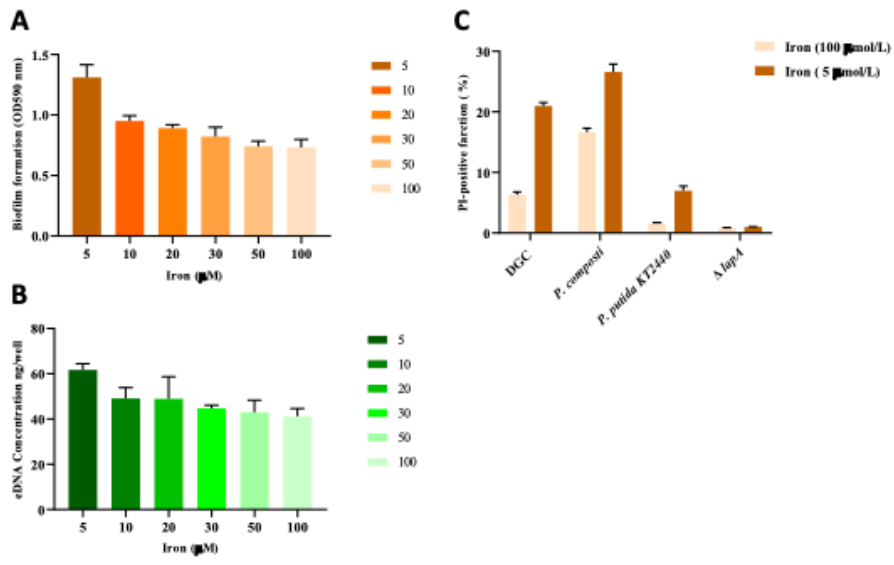 A
Biofilm formation (OD590 nm)
1.5
1.0
0.5
0.0
5 10 20 30 50 100
Iron (μM)
5
10
20
30
50
100
B
eDNA Concentration ng/well
80
60
40
20
0
5 10 20 30 50 100
Iron (μM)
5
10
20
30
50
100
C
PI-positive farction ( %)
30
20
10
0
DGC
P. composti
P. putida KT2440
Δ lapA
Iron (100 μmol/L)
Iron ( 5 μmol/L)